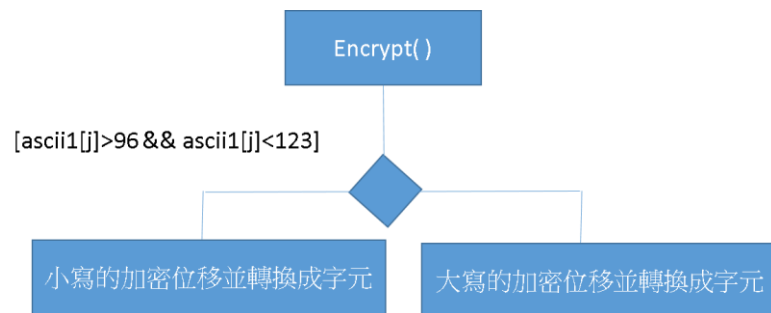 Encrypt( )
[ascii1[j]>96 && ascii1[j]<123]
小寫的加密位移並轉換成字元
大寫的加密位移並轉換成字元